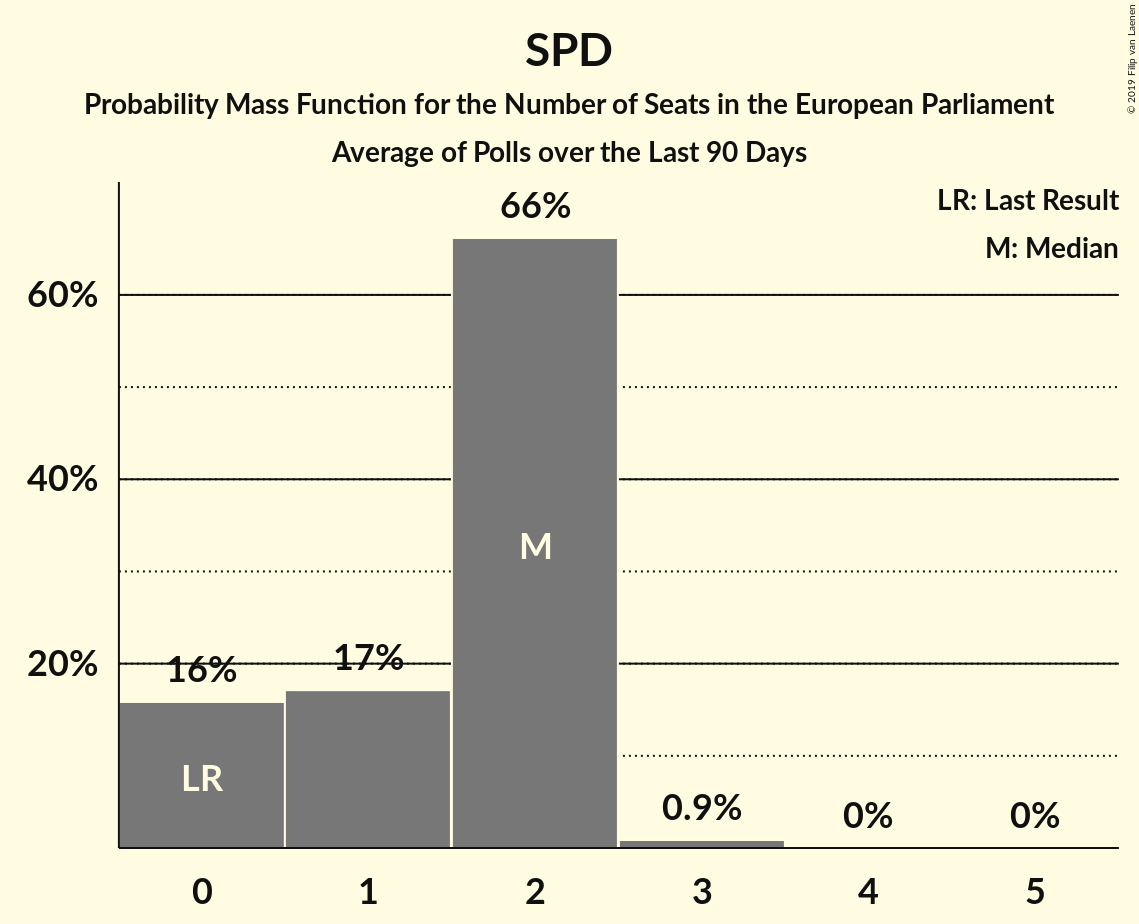 SPD
Probability Mass Function for the Number of Seats in the European Parliament
Average of Polls over the Last 90 Days
© 2019 Filip van Laenen
LR: Last Result
M: Median
66%
60%
40%
20%
16%
17%
M
LR
0.9%
0%
0%
0
1
2
3
4
5